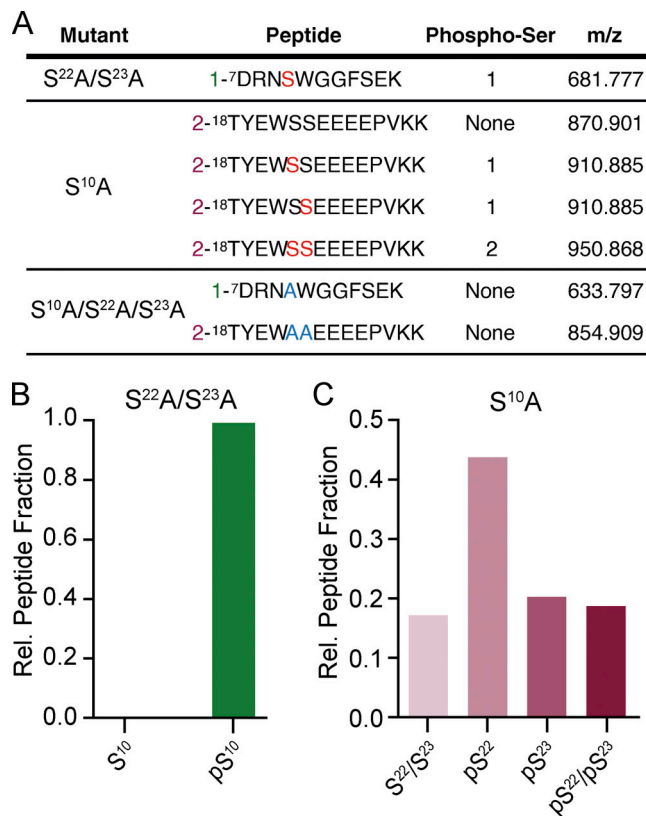 A
Mutant Peptide Phospho-Ser m/z
S²²A/S²³A 1-⁷DRNSWGGFSEK 1 681.777
2-¹⁸TYEWSSEEEEPVKK None 870.901
2-¹⁸TYEWSSEEEEPVKK 1 910.885
S¹⁰A
2-¹⁸TYEWSSEEEEPVKK 1 910.885
2-¹⁸TYEWSSEEEEPVKK 2 950.868
1-⁷DRNAWGGFSEK None 633.797
S¹⁰A/S²²A/S²³A
2-¹⁸TYEWAAEEEEPVKK None 854.909
B
S²²A/S²³A
Rel. Peptide Fraction
1.0
0.8
0.6
0.4
0.2
0.0
S¹⁰
pS¹⁰
C
S¹⁰A
Rel. Peptide Fraction
0.5
0.4
0.3
0.2
0.1
0.0
S²²/S²³
pS²²
pS²³
pS²²/pS²³